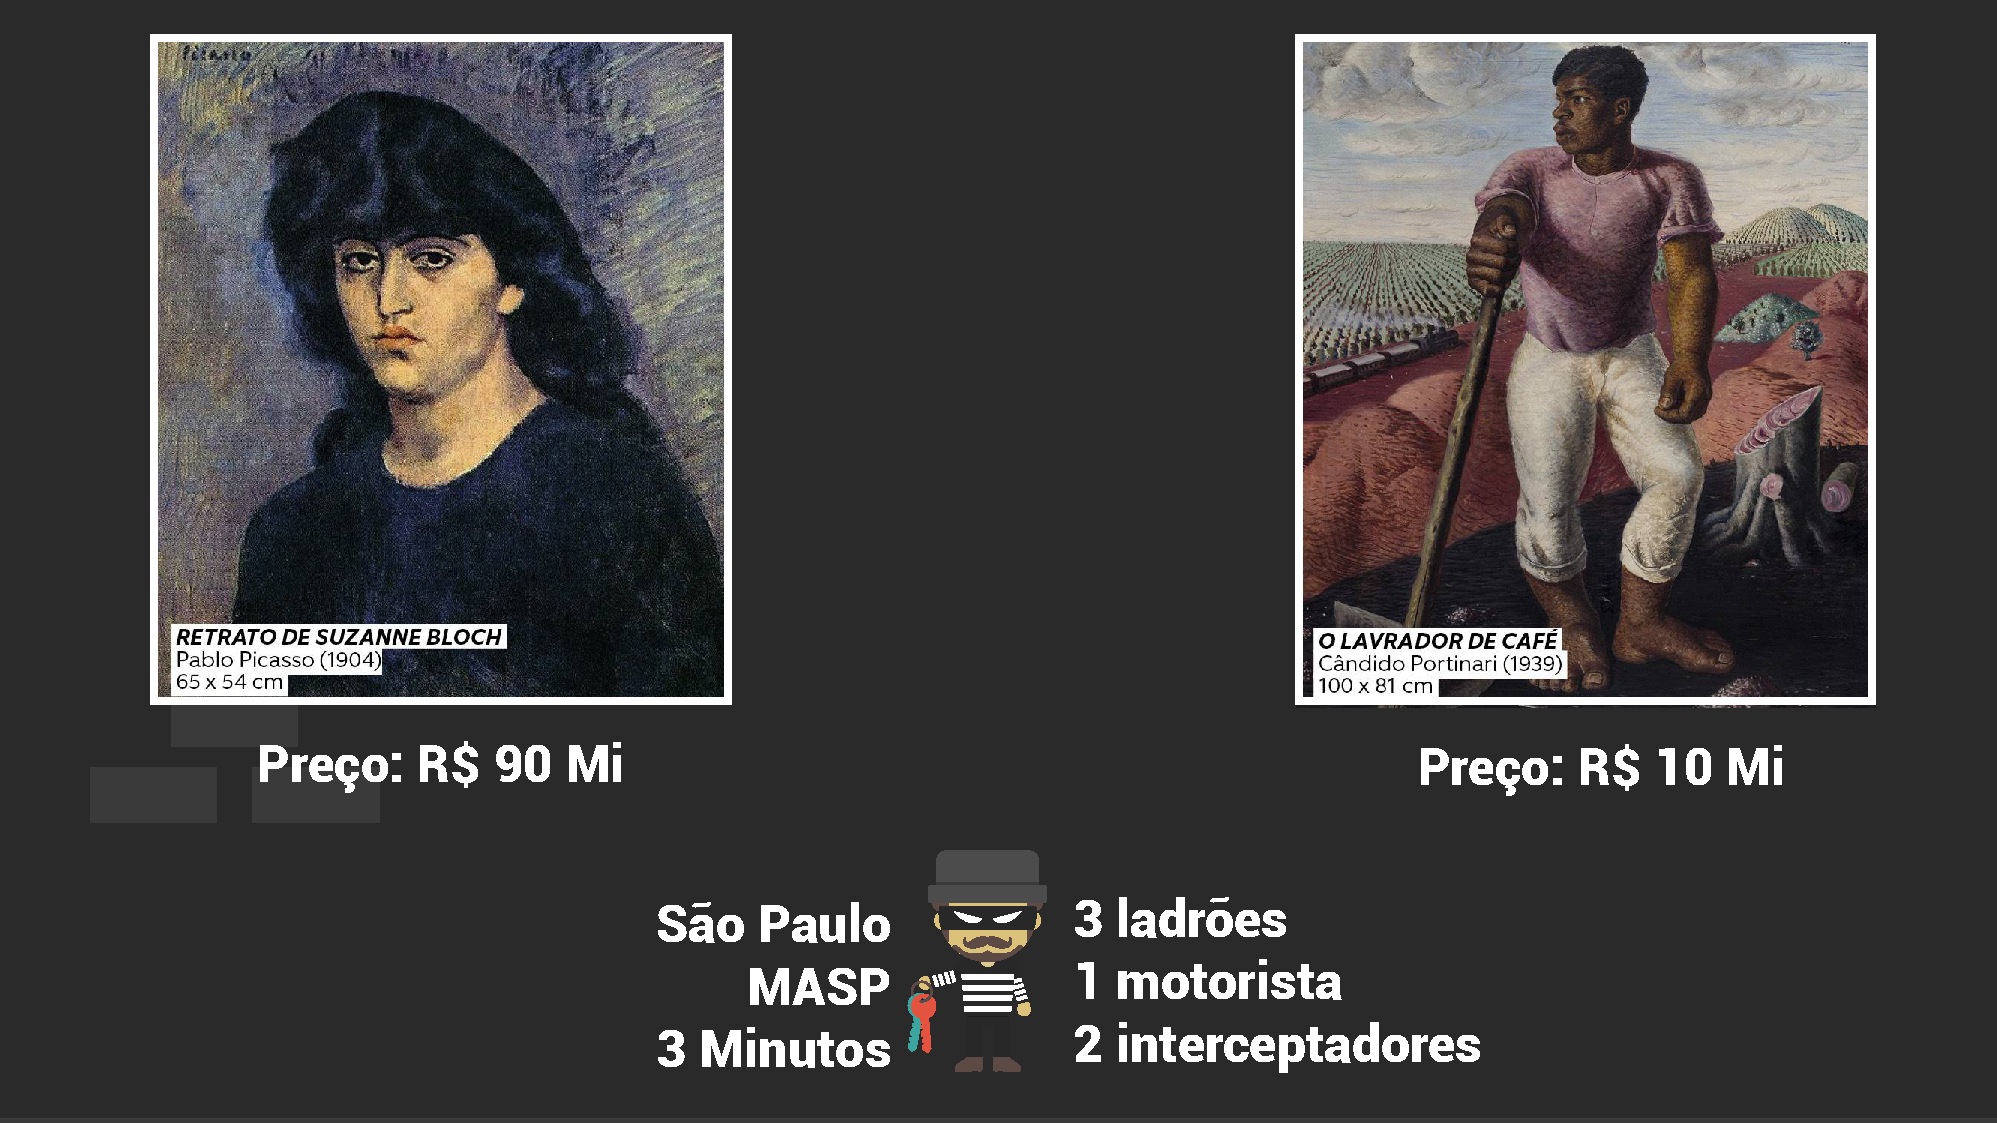 Picasso
RETRATO DE SUZANNE BLOCH
Pablo Picasso (1904)
65 x 54 cm
Preço: R$ 90 Mi
O LAVRADOR DE CAFÉ
Cândido Portinari (1939)
100 x 81 cm
Preço: R$ 10 Mi
São Paulo
MASP
3 Minutos
3 ladrões
1 motorista
2 interceptadores